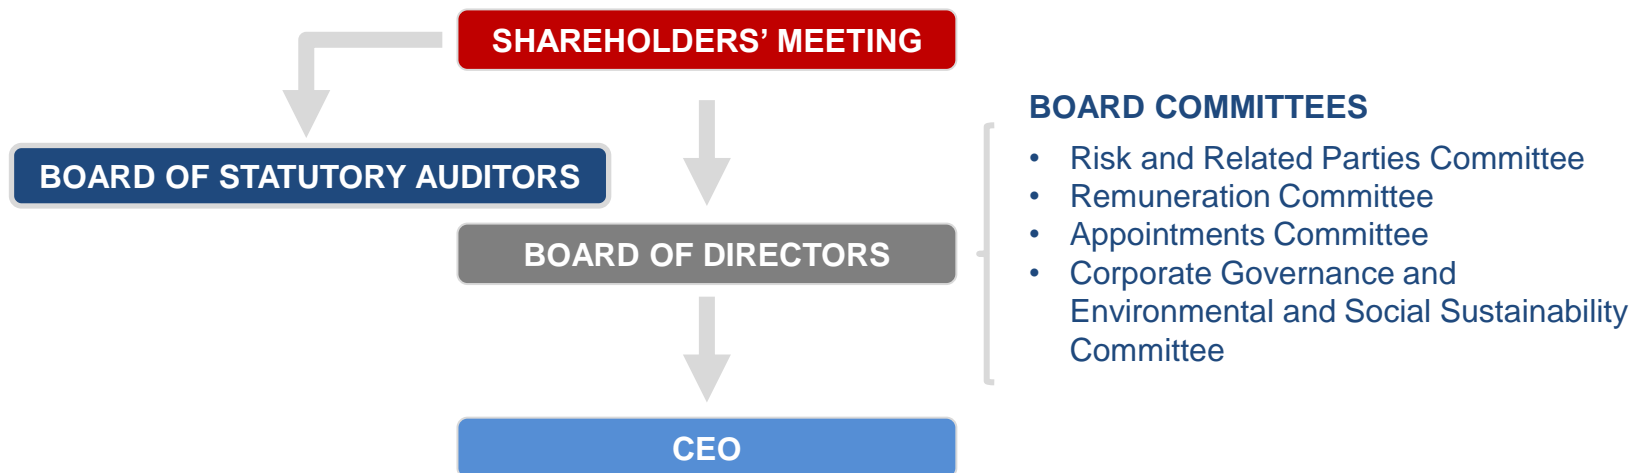 SHAREHOLDERS’ MEETING
BOARD OF STATUTORY AUDITORS
BOARD OF DIRECTORS
CEO
BOARD COMMITTEES
• Risk and Related Parties Committee
• Remuneration Committee
• Appointments Committee
• Corporate Governance and
Environmental and Social Sustainability
Committee